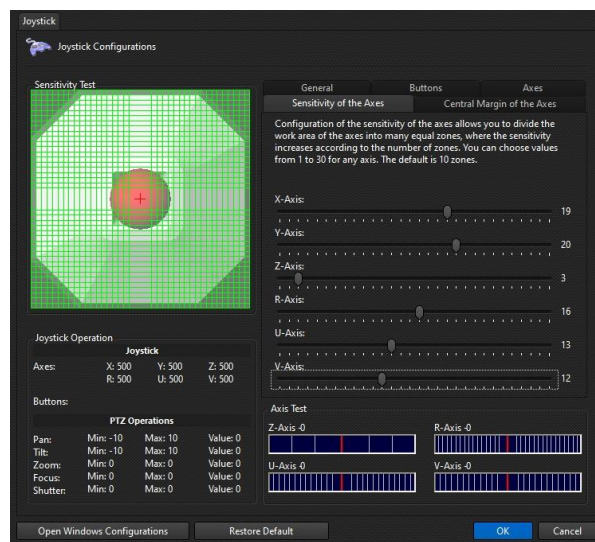 Joystick
Joystick Configurations
Sensitivity Test
General Buttons Axes
Sensitivity of the Axes Central Margin of the Axes
Configuration of the sensitivity of the axes allows you to divide the
work area of the axes into many equal zones, where the sensitivity
increases according to the number of zones. You can choose values
from 1 to 30 for any axis. The default is 10 zones.
X-Axis:
19
Y-Axis:
20
Z-Axis:
3
R-Axis:
16
U-Axis:
13
V-Axis:
12
Joystick Operation
Joystick
Axes: X: 500 Y: 500 Z: 500
R: 500 U: 500 V: 500
Buttons:
PTZ Operations
Pan: Min: -10 Max: 10 Value: 0
Tilt: Min: -10 Max: 10 Value: 0
Zoom: Min: 0 Max: 0 Value: 0
Focus: Min: 0 Max: 0 Value: 0
Shutter: Min: 0 Max: 0 Value: 0
Axis Test
Z-Axis -0 R-Axis -0
U-Axis -0 V-Axis -0
Open Windows Configurations Restore Default OK Cancel